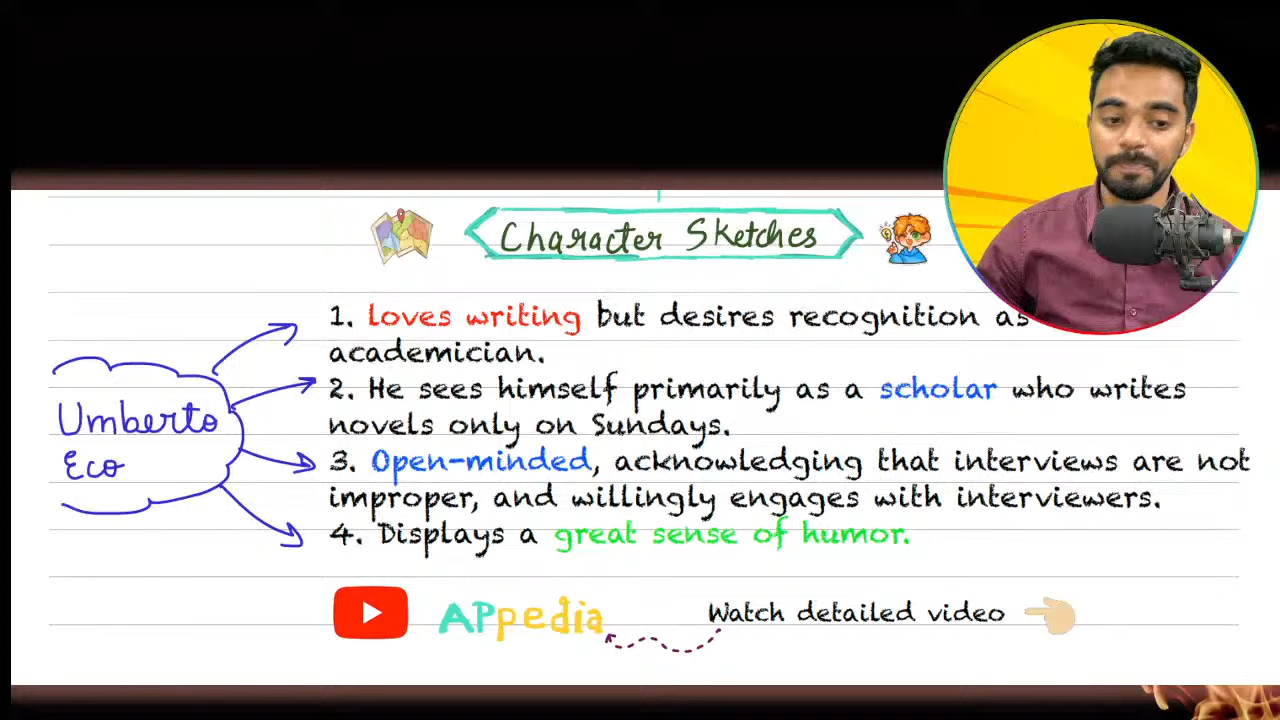 Character Sketches
1. Loves writing but desires recognition as
academician.
2. He sees himself primarily as a scholar who writes
novels only on Sundays.
3. Open-minded, acknowledging that interviews are not
improper, and willingly engages with interviewers.
4. Displays a great sense of humor.
Umberto
Eco
APpedia
Watch detailed video